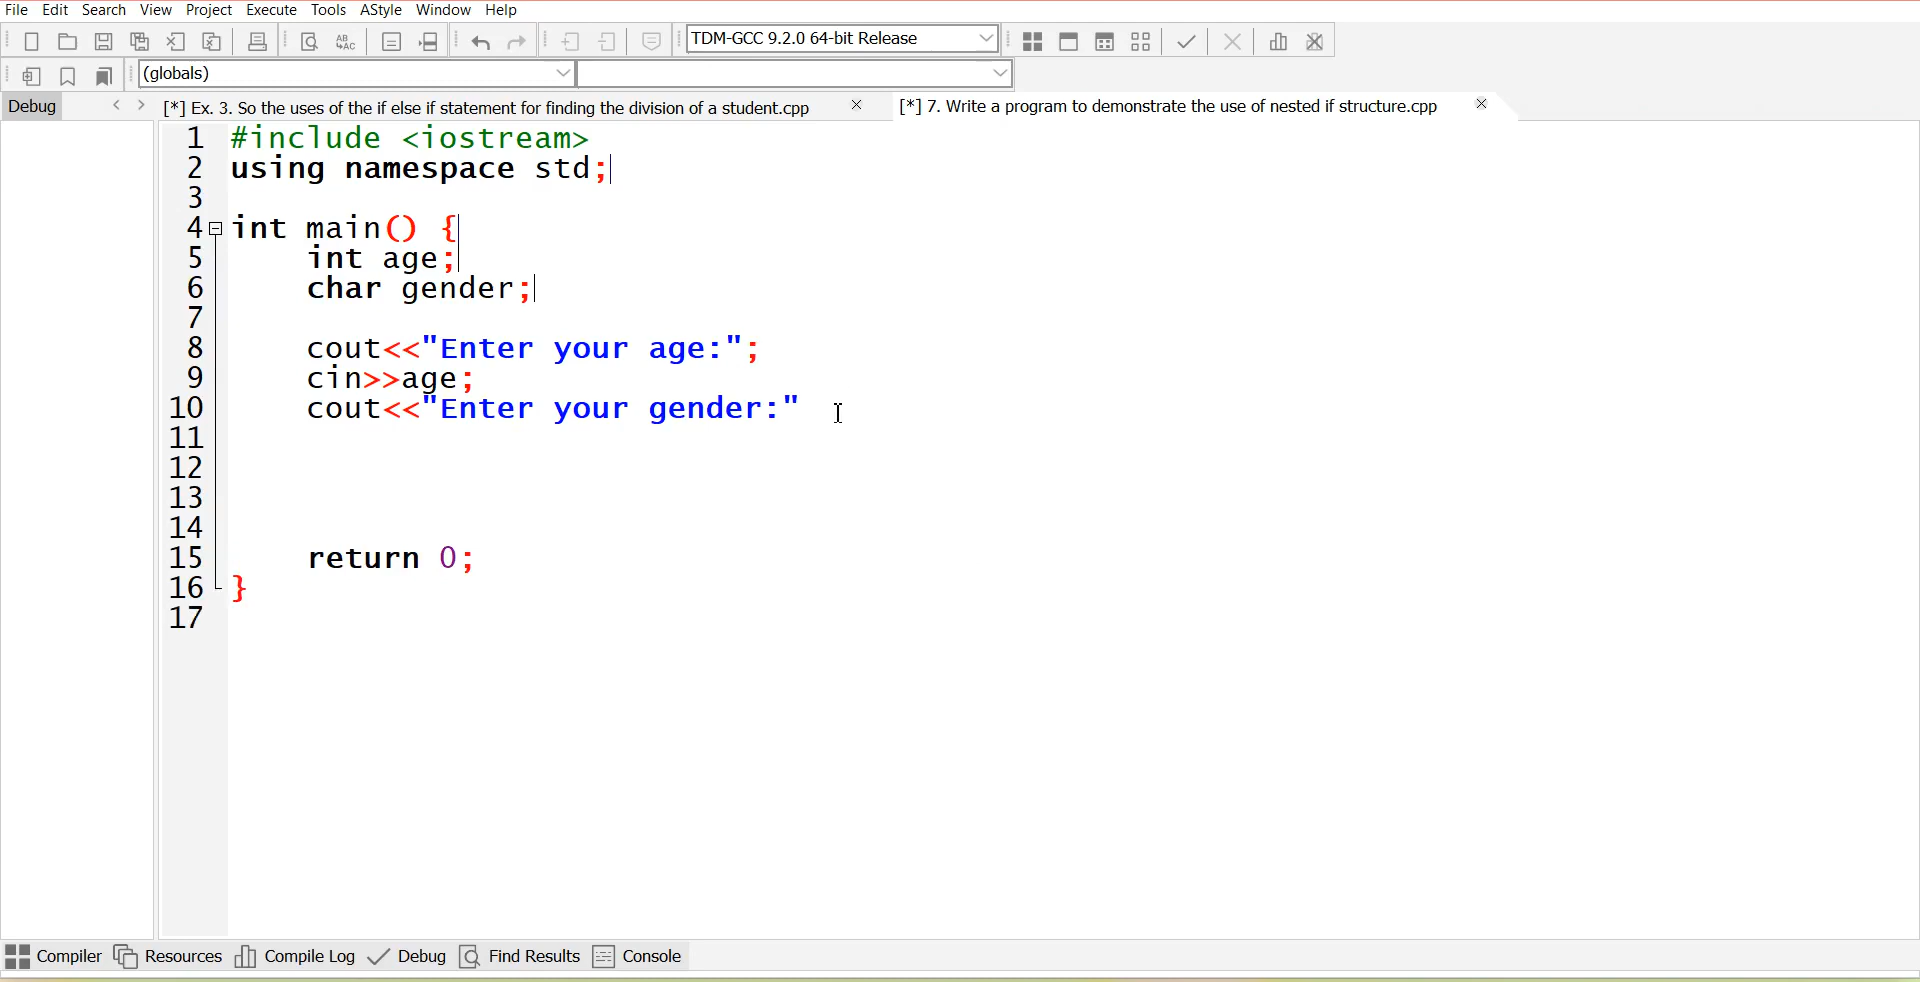 File Edit Search View Project Execute Tools AStyle Window Help
TDM-GCC 9.2.0 64-bit Release
(globals)
Debug [*] Ex. 3. So the uses of the if else if statement for finding the division of a student.cpp [*] 7. Write a program to demonstrate the use of nested if structure.cpp
1 #include <iostream>
2 using namespace std;
3
4 int main() {
5 int age;
6 char gender;
7
8 cout<<"Enter your age:";
9 cin>>age;
10 cout<<"Enter your gender:"
11
12
13
14
15 return 0;
16 }
17
Compiler Resources Compile Log Debug Find Results Console